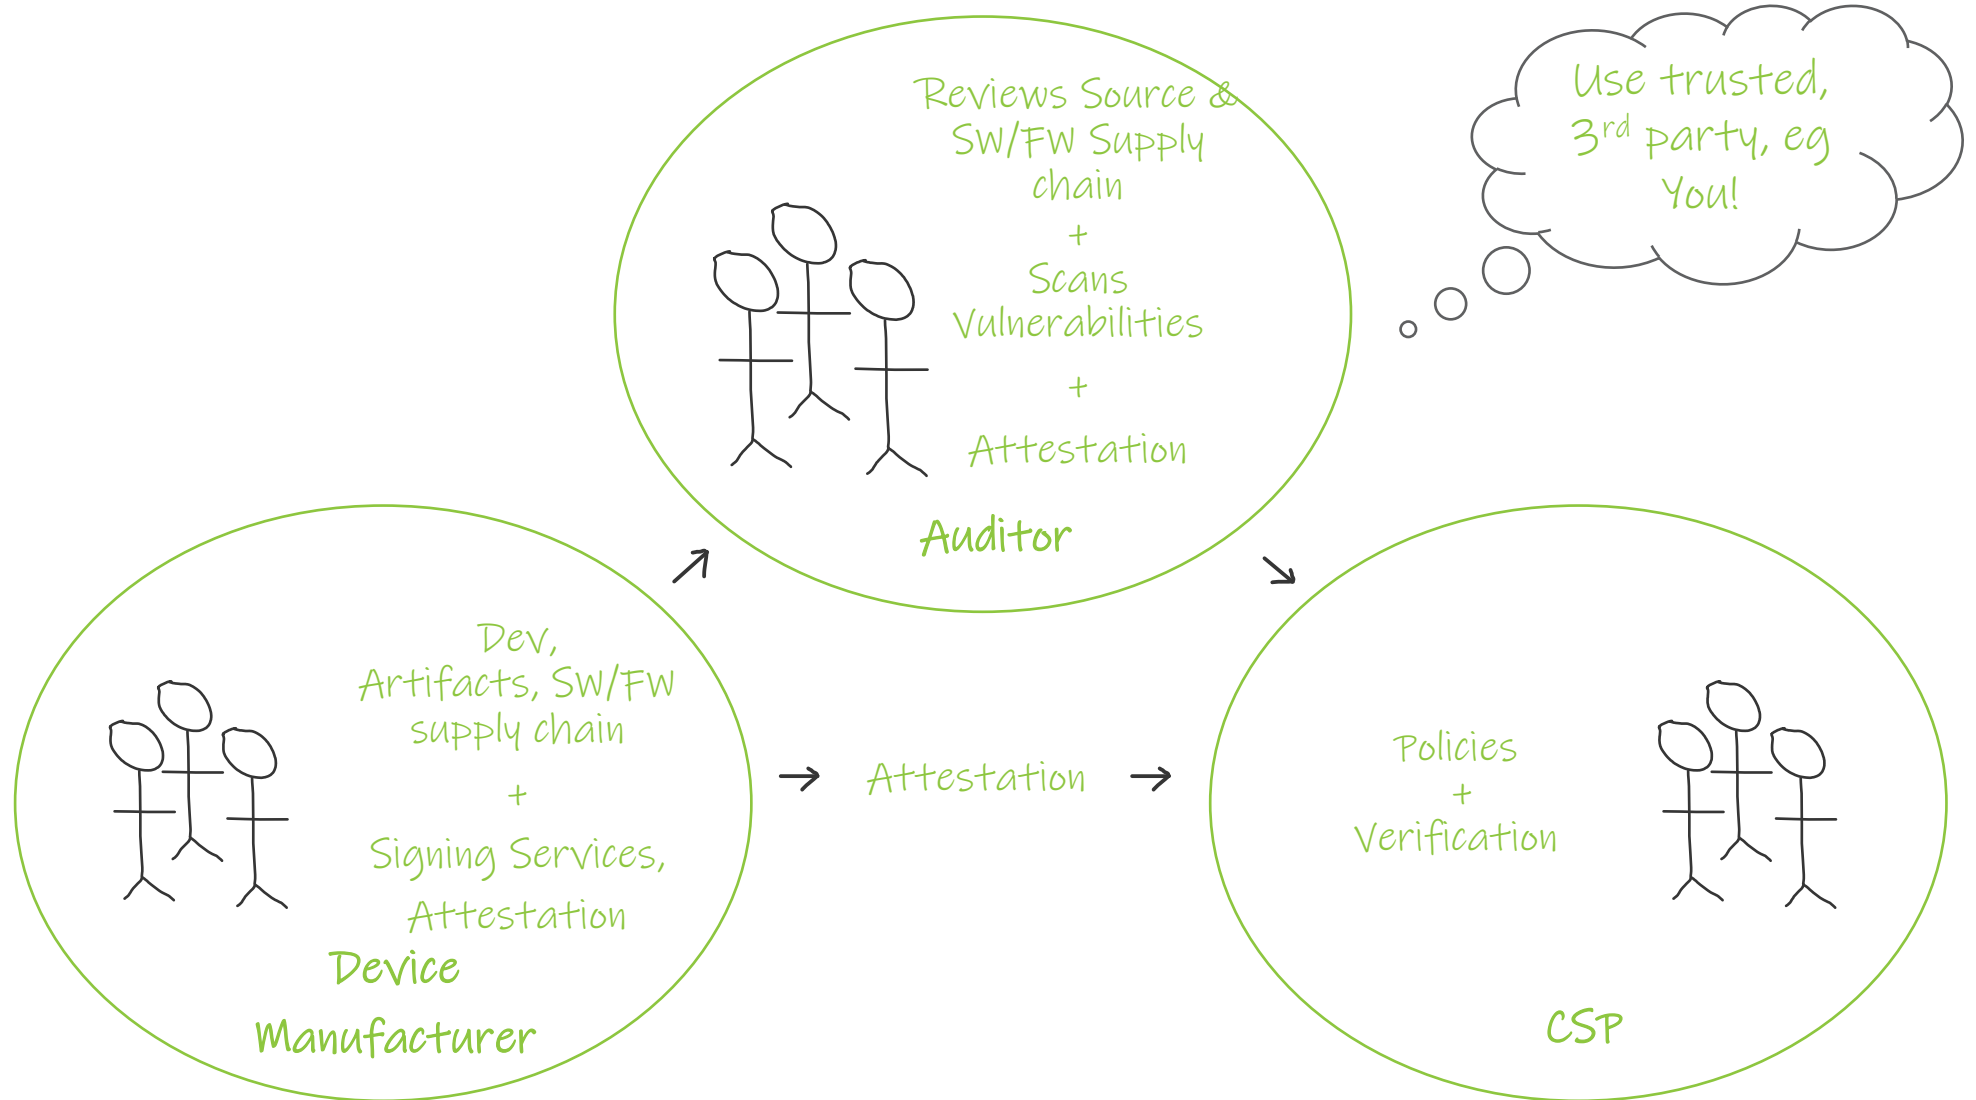 Use trusted,
3rd party, eg
You!
Reviews Source &
SW/FW Supply
chain
+
Scans
Vulnerabilities
+
Attestation
Auditor
Dev,
Artifacts, SW/FW
supply chain
+
Signing Services,
Attestation
Device
Manufacturer
Attestation
Policies
+
Verification
CSP